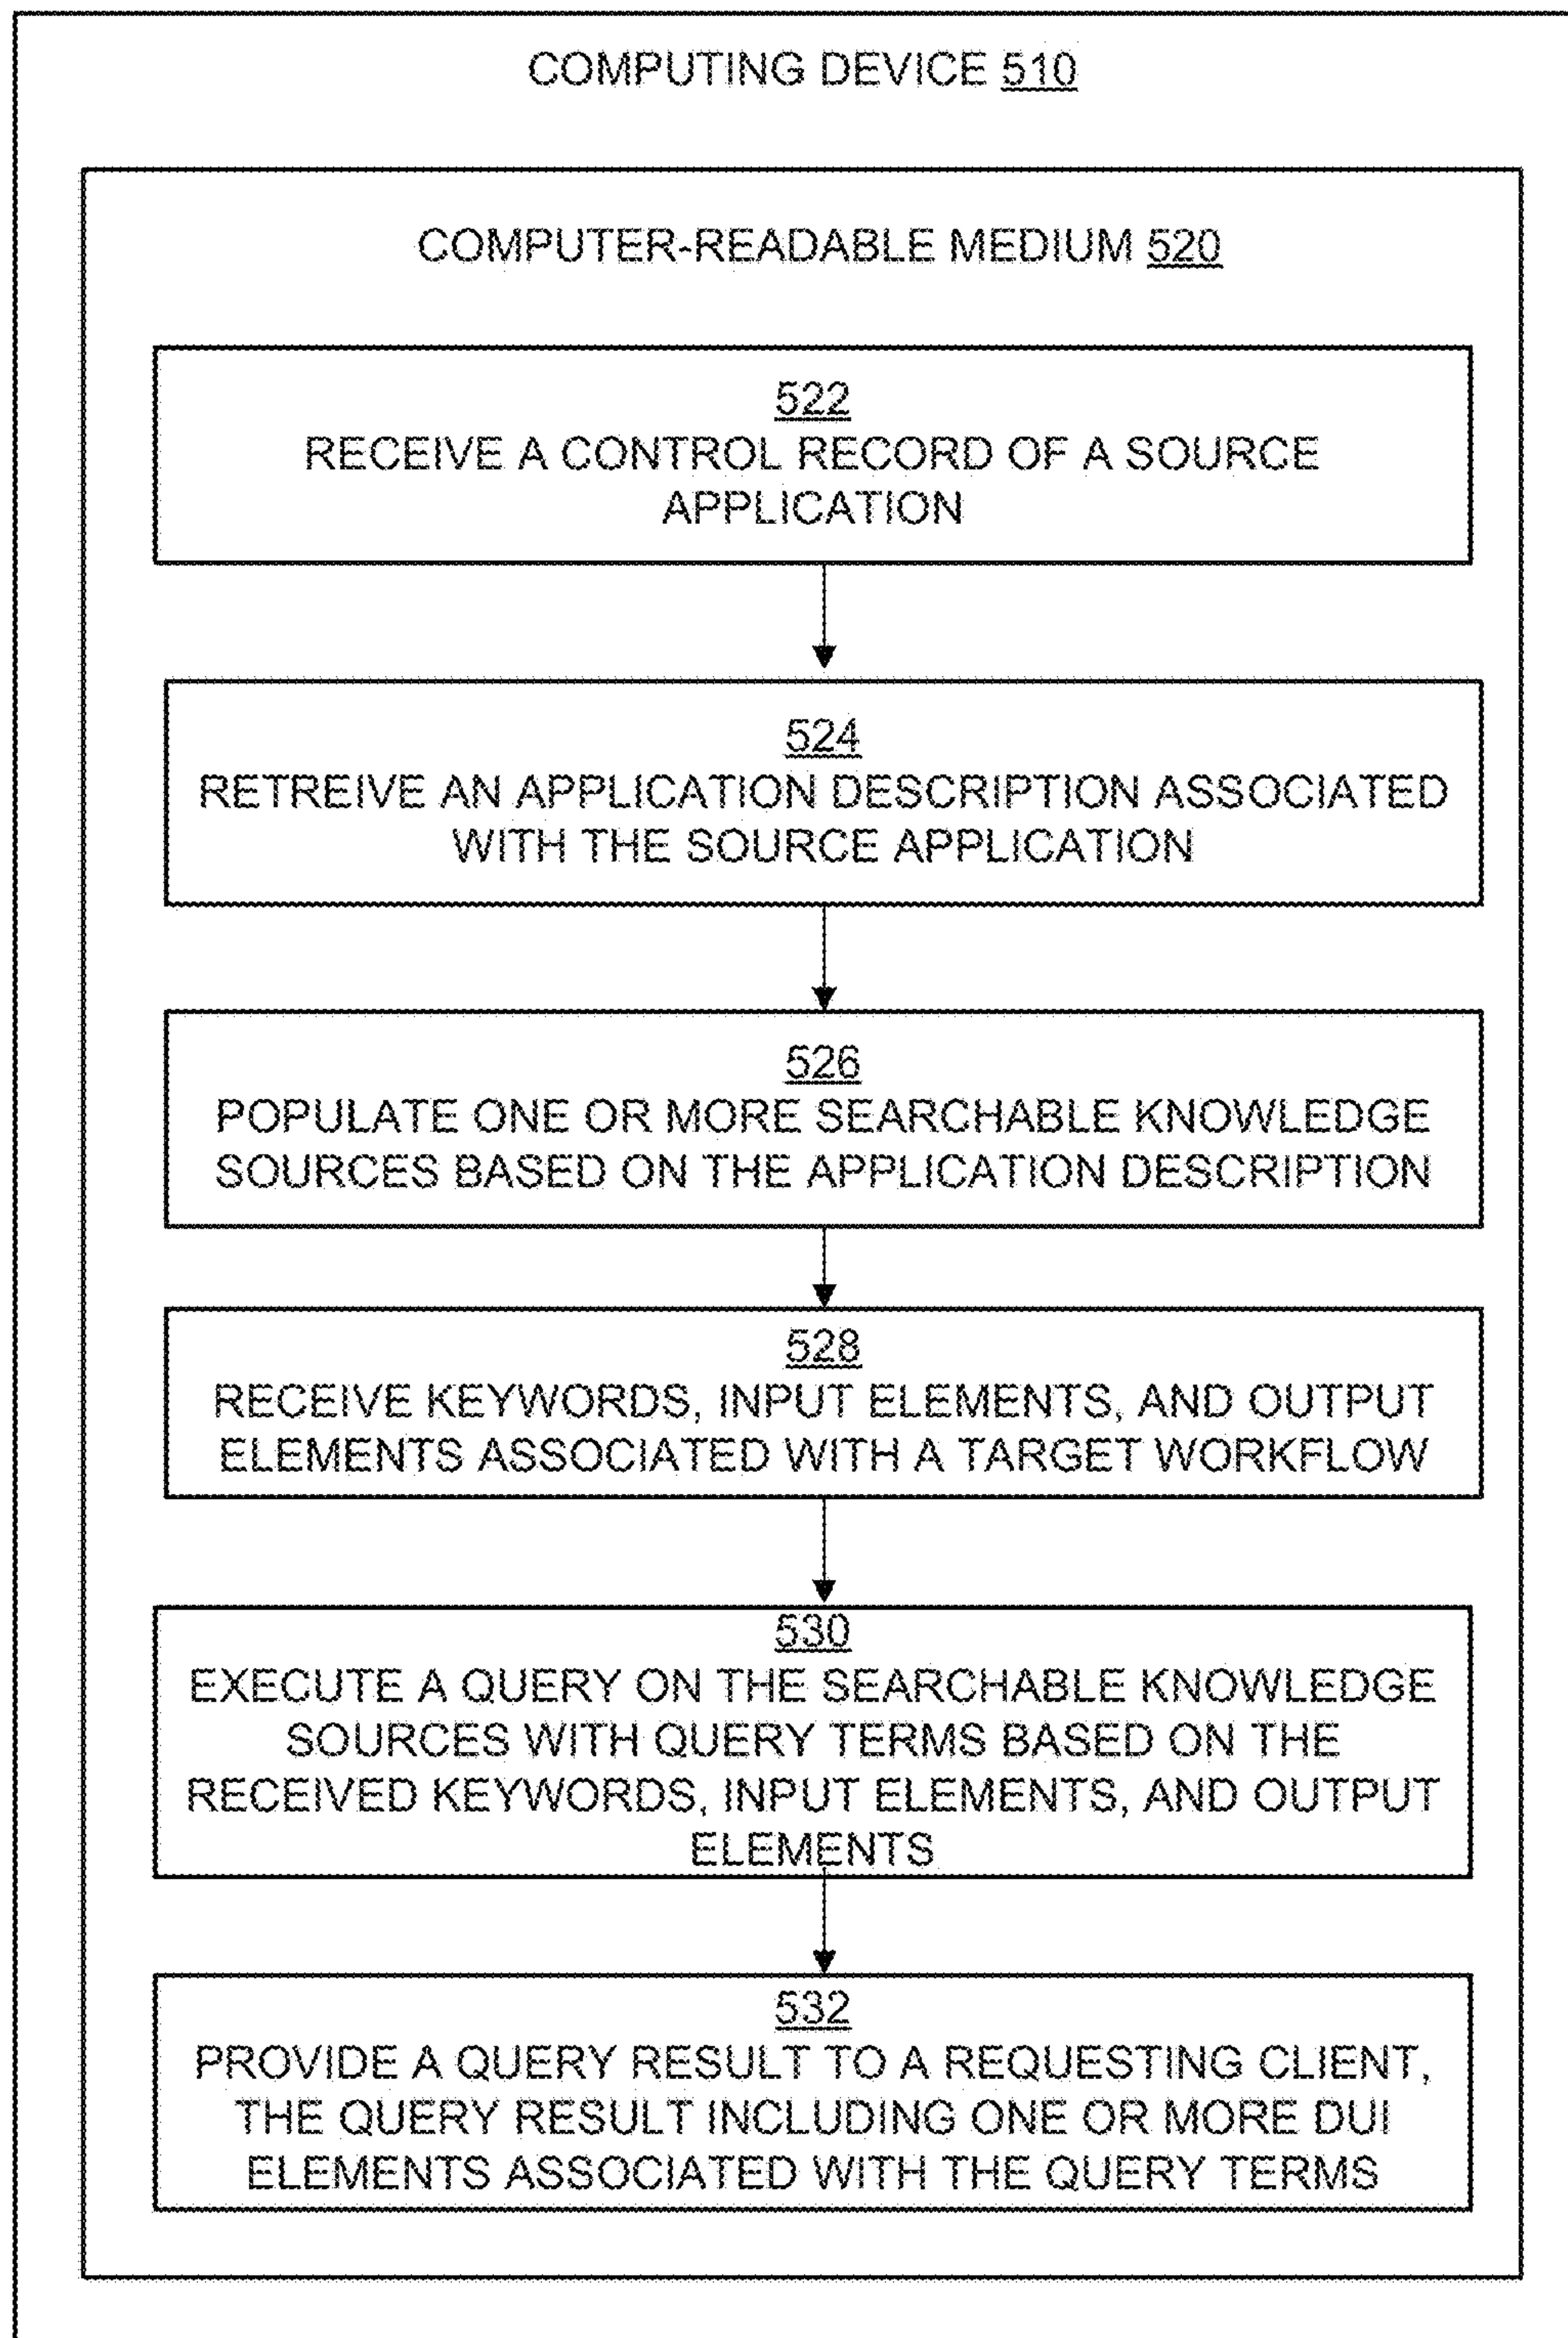 COMPUTING DEVICE 510
COMPUTER-READABLE MEDIUM 520
522
RECEIVE A CONTROL RECORD OF A SOURCE
APPLICATION
524
RETREIVE AN APPLICATION DESCRIPTION ASSOCIATED
WITH THE SOURCE APPLICATION
526
POPULATE ONE OR MORE SEARCHABLE KNOWLEDGE
SOURCES BASED ON THE APPLICATION DESCRIPTION
528
RECEIVE KEYWORDS, INPUT ELEMENTS, AND OUTPUT
ELEMENTS ASSOCIATED WITH A TARGET WORKFLOW
530
EXECUTE A QUERY ON THE SEARCHABLE KNOWLEDGE
SOURCES WITH QUERY TERMS BASED ON THE
RECEIVED KEYWORDS, INPUT ELEMENTS, AND OUTPUT
ELEMENTS
532
PROVIDE A QUERY RESULT TO A REQUESTING CLIENT,
THE QUERY RESULT INCLUDING ONE OR MORE DUI
ELEMENTS ASSOCIATED WITH THE QUERY TERMS